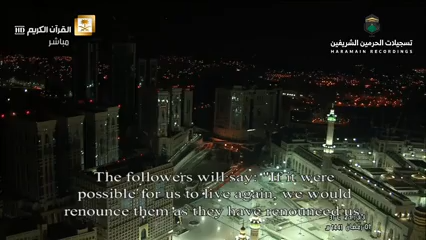 القرآن الكريم HD
مباشر
تسجيلات الحرمين الشريفين
HARAMAIN RECORDINGS
The followers will say: "If it were
possible for us to live again, we would
renounce them as they have renounced us,